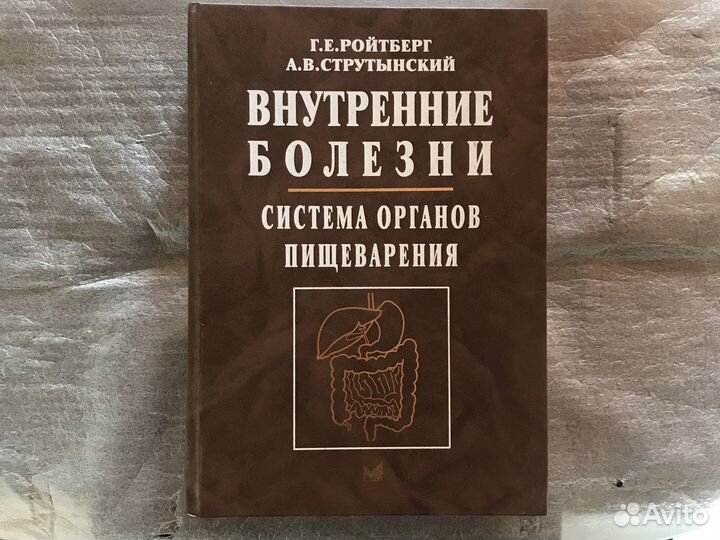 Г.Е.РОЙТБЕРГ
А.В.СТРУТЫНСКИЙ
ВНУТРЕННИЕ
БОЛЕЗНИ
СИСТЕМА ОРГАНОВ
ПИЩЕВАРЕНИЯ
Avito